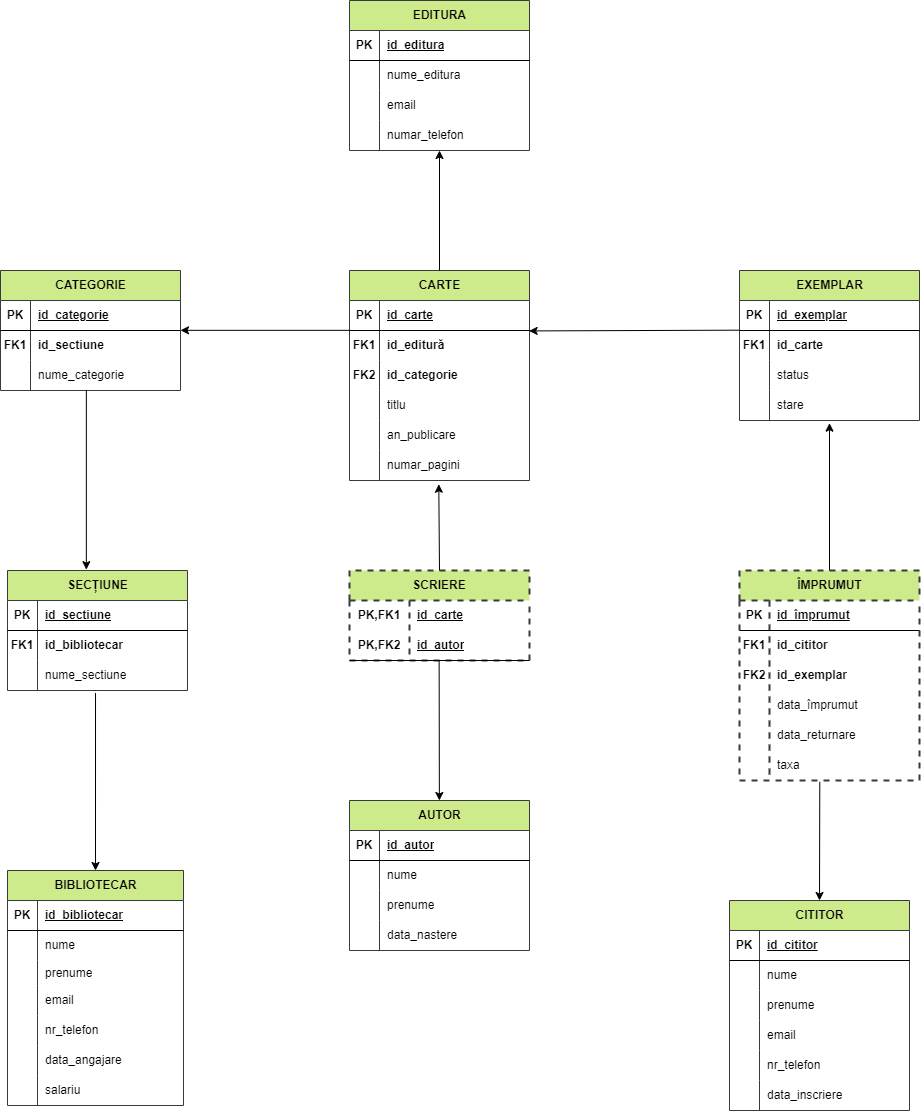 EDITURA
PK id_editura
nume_editura
email
numar_telefon
CATEGORIE
PK id_categorie
FK1 id_sectiune
nume_categorie
CARTE
PK id_carte
FK1 id_editură
FK2 id_categorie
titlu
an_publicare
numar_pagini
EXEMPLAR
PK id_exemplar
FK1 id_carte
status
stare
SECȚIUNE
PK id_sectiune
FK1 id_bibliotecar
nume_sectiune
SCRIERE
PK,FK1 id_carte
PK,FK2 id_autor
ÎMPRUMUT
PK id_împrumut
FK1 id_cititor
FK2 id_exemplar
data_împrumut
data_returnare
taxa
BIBLIOTECAR
PK id_bibliotecar
nume
prenume
email
nr_telefon
data_angajare
salariu
AUTOR
PK id_autor
nume
prenume
data_nastere
CITITOR
PK id_cititor
nume
prenume
email
nr_telefon
data_inscriere